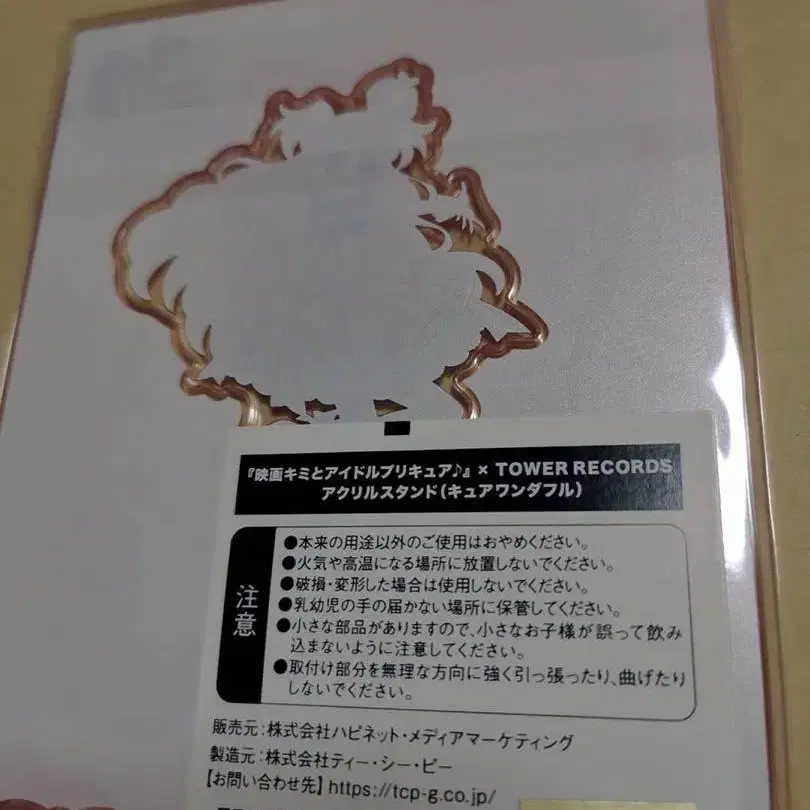 『映画キミとアイドルプリキュア♪』× TOWER RECORDS
アクリルスタンド(キュアワンダフル)
注意
●本来の用途以外のご使用はおやめください。
●火気や高温になる場所に放置しないでください。
●破損・変形した場合は使用しないでください。
●乳幼児の手の届かない場所に保管してください。
●小さな部品がありますので、小さなお子様が誤って飲み
込まないように注意してください。
●取付け部分を無理な方向に強く引っ張ったり、曲げたり
しないでください。
販売元:株式会社ハピネット・メディアマーケティング
製造元:株式会社ティー・シー・ピー
【お問い合わせ先】https://tcp-g.co.jp/